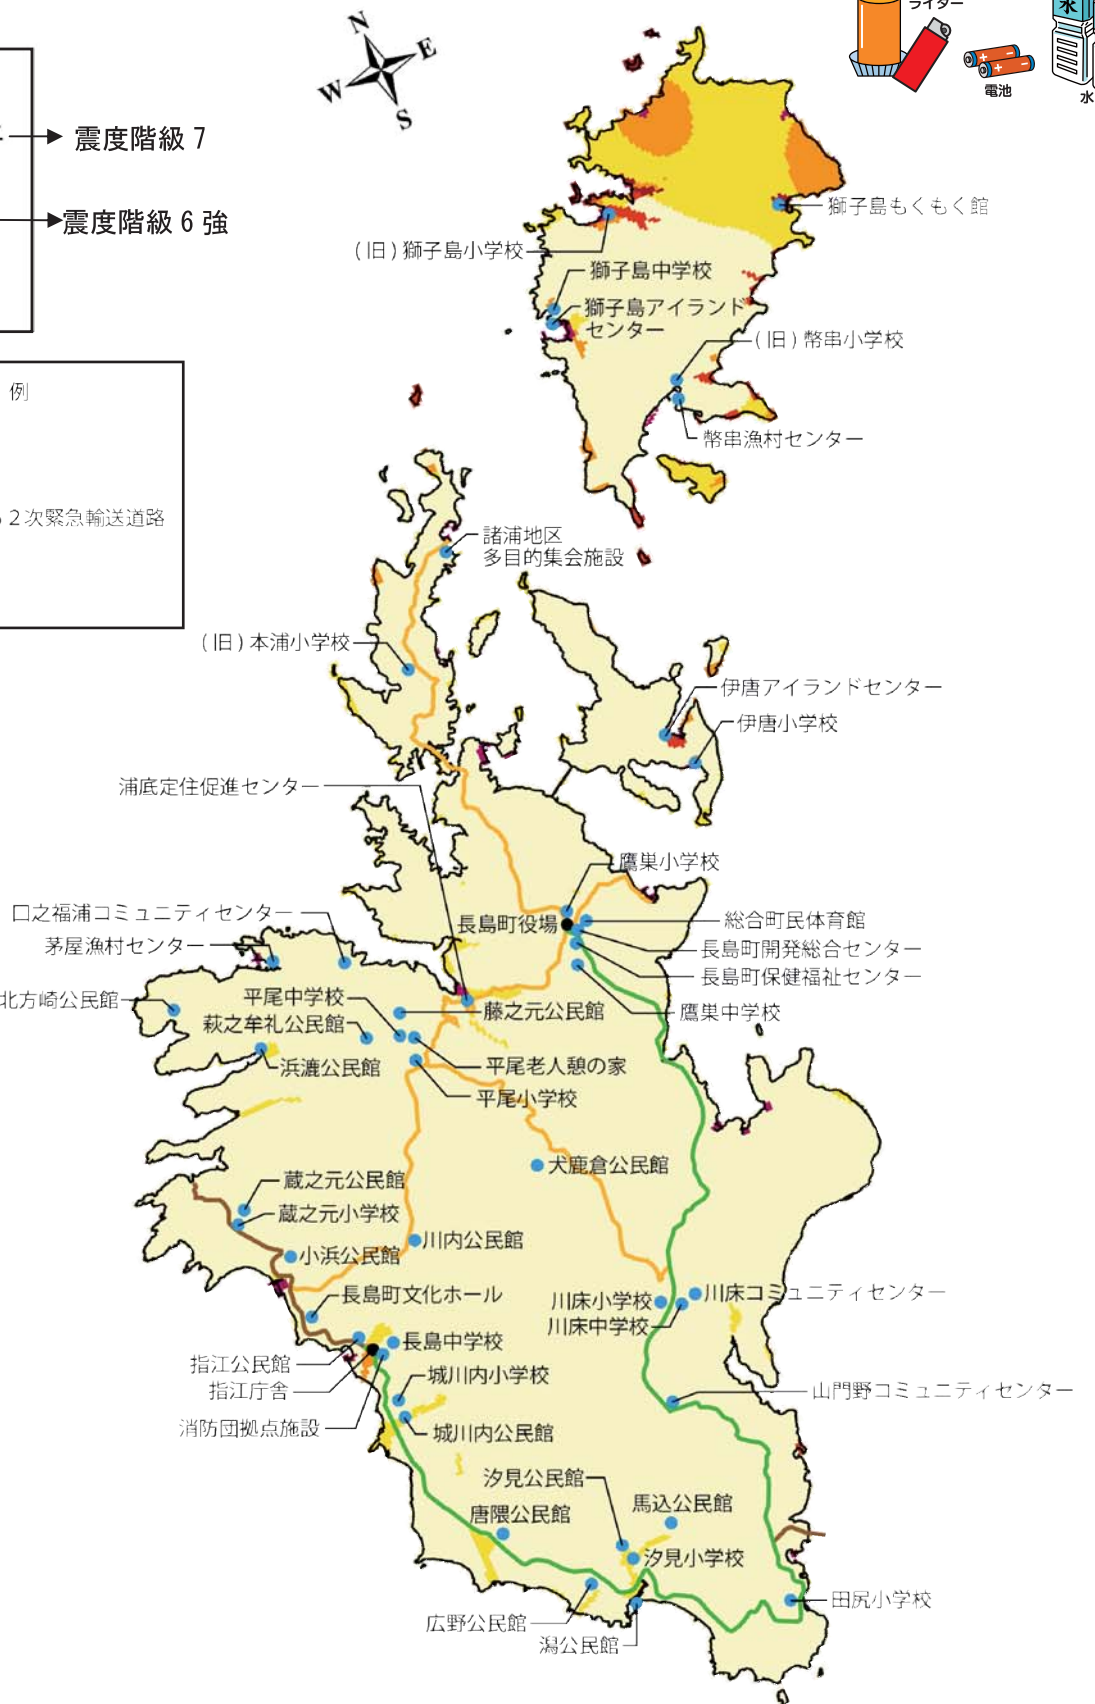 ライター
水
電池
水
N
E
W
S
震度階級 7
震度階級 6 強
例
2次緊急輸送道路
獅子島もくもく館
(旧)獅子島小学校
獅子島中学校
獅子島アイランド
センター
(旧)幣串小学校
幣串漁村センター
諸浦地区
多目的集会施設
(旧)本浦小学校
伊唐アイランドセンター
伊唐小学校
浦底定住促進センター
鷹巣小学校
口之福浦コミュニティセンター
長島町役場
総合町民体育館
茅屋漁村センター
長島町開発総合センター
長島町保健福祉センター
北方崎公民館
平尾中学校
藤之元公民館
鷹巣中学校
萩之牟礼公民館
浜漉公民館
平尾老人憩の家
平尾小学校
犬鹿倉公民館
蔵之元公民館
蔵之元小学校
川内公民館
小浜公民館
長島町文化ホール
川床コミュニティセンター
川床小学校
川床中学校
長島中学校
指江公民館
指江庁舎
城川内小学校
山門野コミュニティセンター
消防団拠点施設
城川内公民館
汐見公民館
馬込公民館
唐隈公民館
汐見小学校
田尻小学校
広野公民館
潟公民館